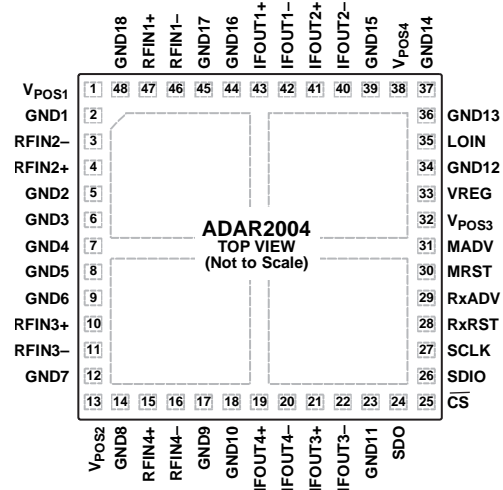 GND18
RFIN1+
RFIN1–
GND17
GND16
IFOUT1+
IFOUT1–
IFOUT2+
IFOUT2–
GND15
VPOS4
GND14
48
47
46
45
44
43
42
41
40
39
38
37
VPOS1 1
GND1 2
RFIN2– 3
RFIN2+ 4
GND2 5
GND3 6
GND4 7
GND5 8
GND6 9
RFIN3+ 10
RFIN3– 11
GND7 12
13
ADAR2004
TOP VIEW
(Not to Scale)
36 GND13
35 LOIN
34 GND12
33 VREG
32 VPOS3
31 MADV
30 MRST
29 RxADV
28 RxRST
27 SCLK
26 SDIO
25 CS
14
15
16
17
18
19
20
21
22
23
24
VPOS2
GND8
RFIN4+
RFIN4–
GND9
GND10
IFOUT4+
IFOUT4–
IFOUT3+
IFOUT3–
GND11
SDO